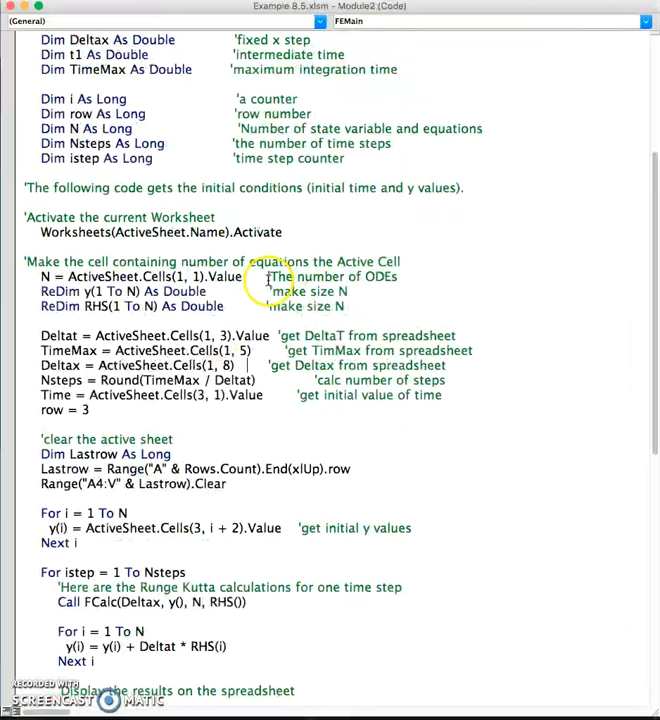 Example 8.5.xlsm - Module2 (Code)
(General) FEMain
Dim Deltax As Double 'fixed x step
Dim t1 As Double 'intermediate time
Dim TimeMax As Double 'maximum integration time
Dim i As Long 'a counter
Dim row As Long 'row number
Dim N As Long 'Number of state variable and equations
Dim Nsteps As Long 'the number of time steps
Dim istep As Long 'time step counter
'The following code gets the initial conditions (initial time and y values).
'Activate the current Worksheet
Worksheets(ActiveSheet.Name).Activate
'Make the cell containing number of equations the Active Cell
N = ActiveSheet.Cells(1, 1).Value 'The number of ODEs
ReDim y(1 To N) As Double 'make size N
ReDim RHS(1 To N) As Double 'make size N
Deltat = ActiveSheet.Cells(1, 3).Value 'get DeltaT from spreadsheet
TimeMax = ActiveSheet.Cells(1, 5) 'get TimMax from spreadsheet
Deltax = ActiveSheet.Cells(1, 8) 'get Deltax from spreadsheet
Nsteps = Round(TimeMax / Deltat) 'calc number of steps
Time = ActiveSheet.Cells(3, 1).Value 'get initial value of time
row = 3
'clear the active sheet
Dim Lastrow As Long
Lastrow = Range("A" & Rows.Count).End(xlUp).row
Range("A4:V" & Lastrow).Clear
For i = 1 To N
y(i) = ActiveSheet.Cells(3, i + 2).Value 'get initial y values
Next i
For istep = 1 To Nsteps
'Here are the Runge Kutta calculations for one time step
Call FCalc(Deltax, y(), N, RHS())
For i = 1 To N
y(i) = y(i) + Deltat * RHS(i)
Next i
'Display the results on the spreadsheet
RECORDED WITH
SCREENCAST MATIC